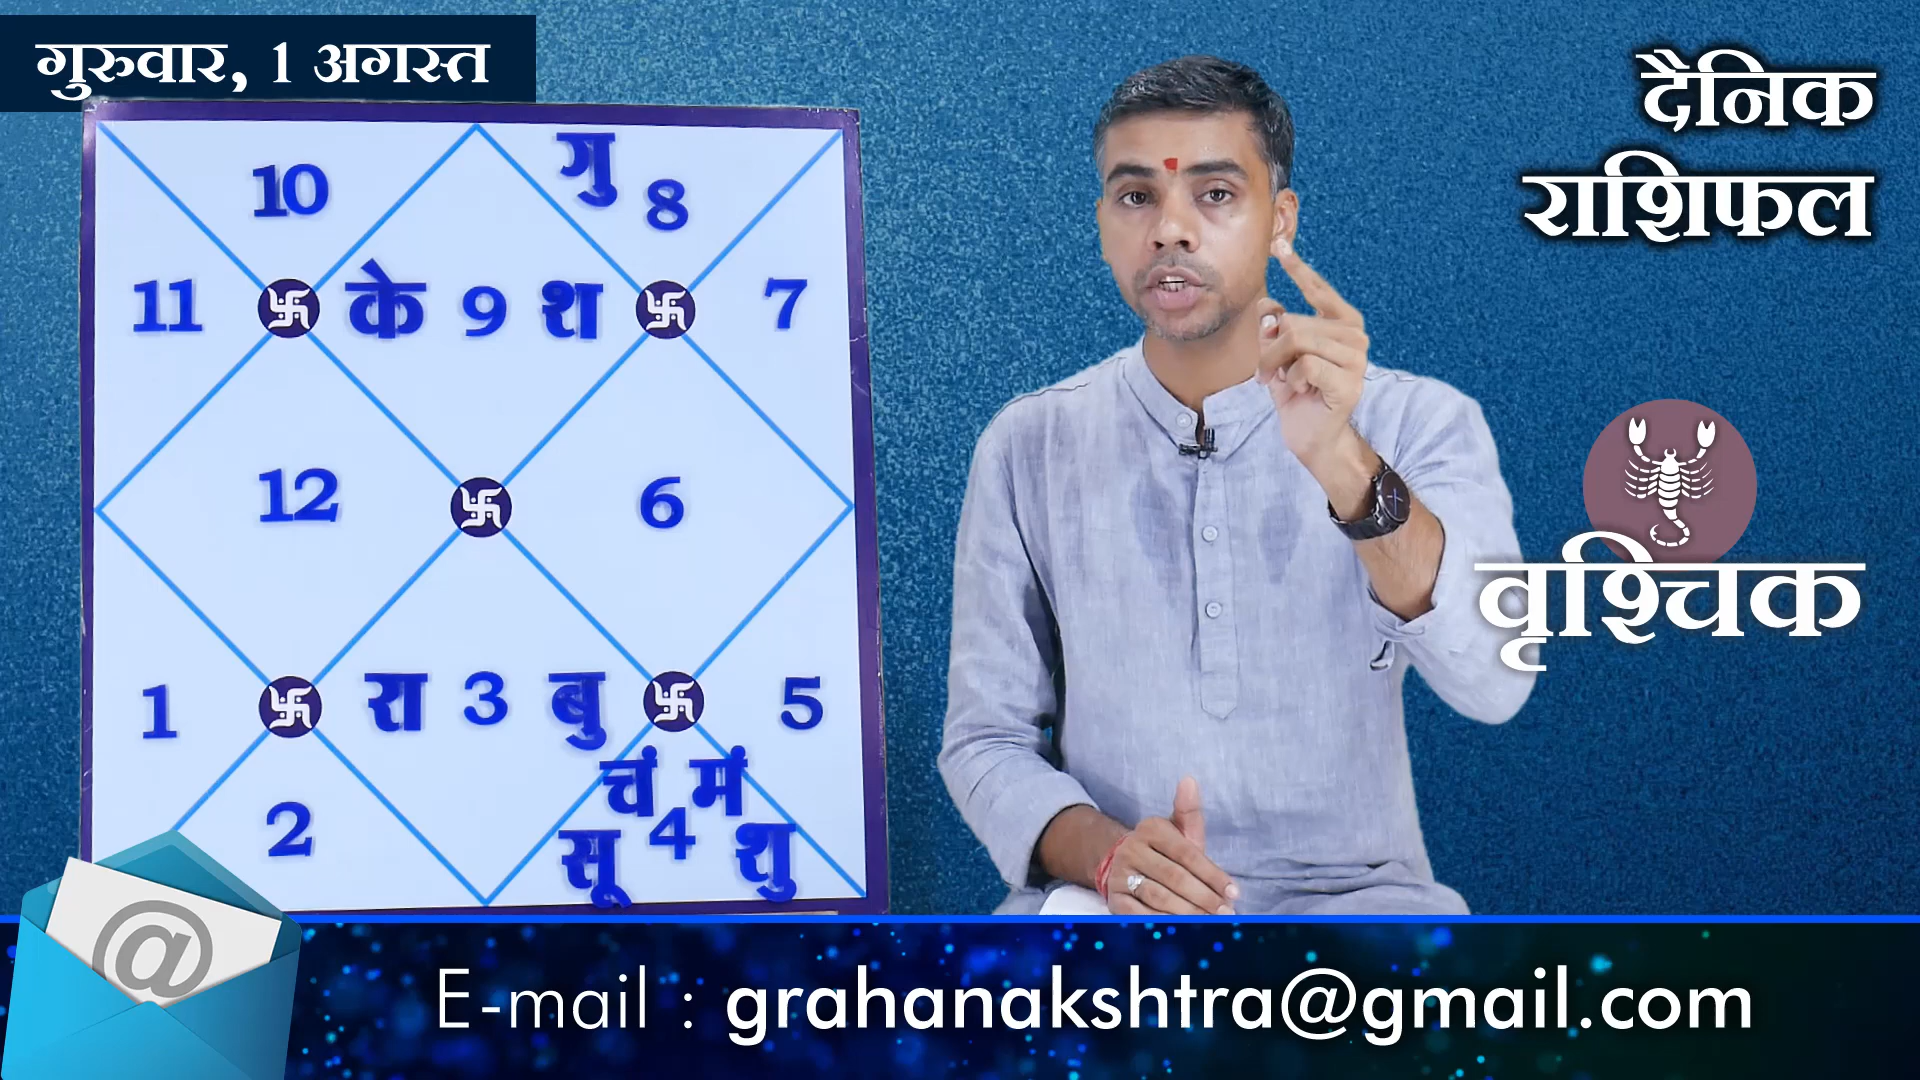 गुरुवार, 1 अगस्त
दैनिक
राशिफल
गु
10
8
11
के 9 श
7
12
6
1
रा 3 बु
5
चं मं
2
सू 4 शु
वृश्चिक
@
E-mail : grahanakshtra@gmail.com